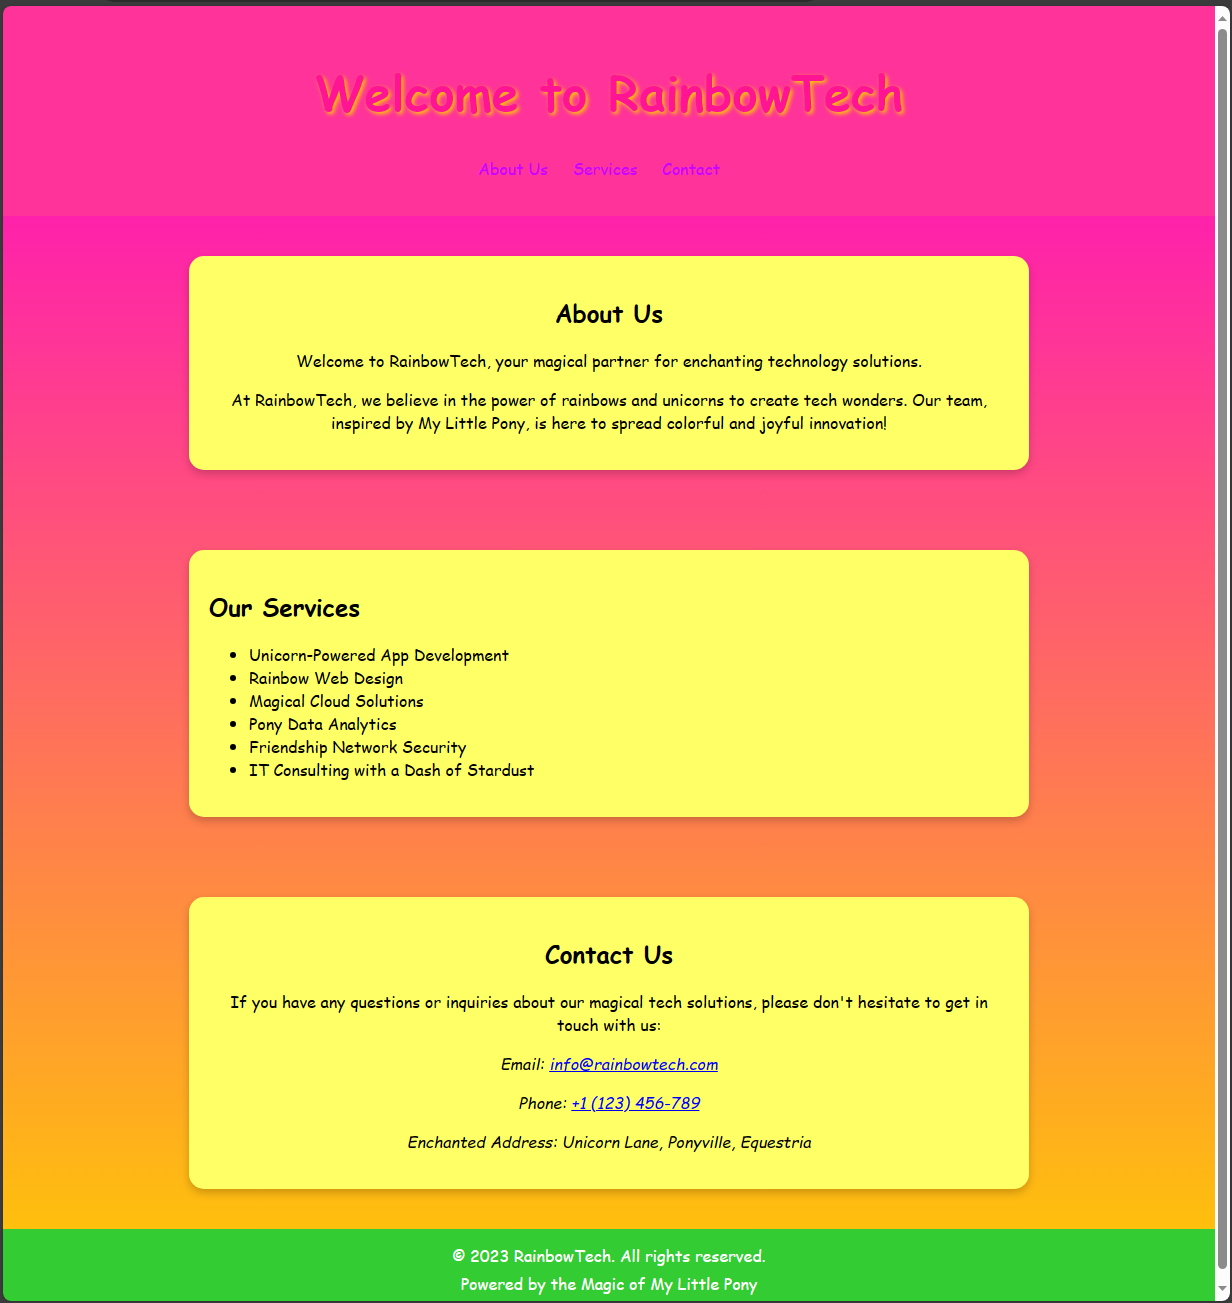 Welcome to RainbowTech
About Us Services Contact
About Us
Welcome to RainbowTech, your magical partner for enchanting technology solutions.
At RainbowTech, we believe in the power of rainbows and unicorns to create tech wonders. Our team,
inspired by My Little Pony, is here to spread colorful and joyful innovation!
Our Services
• Unicorn-Powered App Development
• Rainbow Web Design
• Magical Cloud Solutions
• Pony Data Analytics
• Friendship Network Security
• IT Consulting with a Dash of Stardust
Contact Us
If you have any questions or inquiries about our magical tech solutions, please don't hesitate to get in
touch with us:
Email: info@rainbowtech.com
Phone: +1 (123) 456-789
Enchanted Address: Unicorn Lane, Ponyville, Equestria
© 2023 RainbowTech. All rights reserved.
Powered by the Magic of My Little Pony